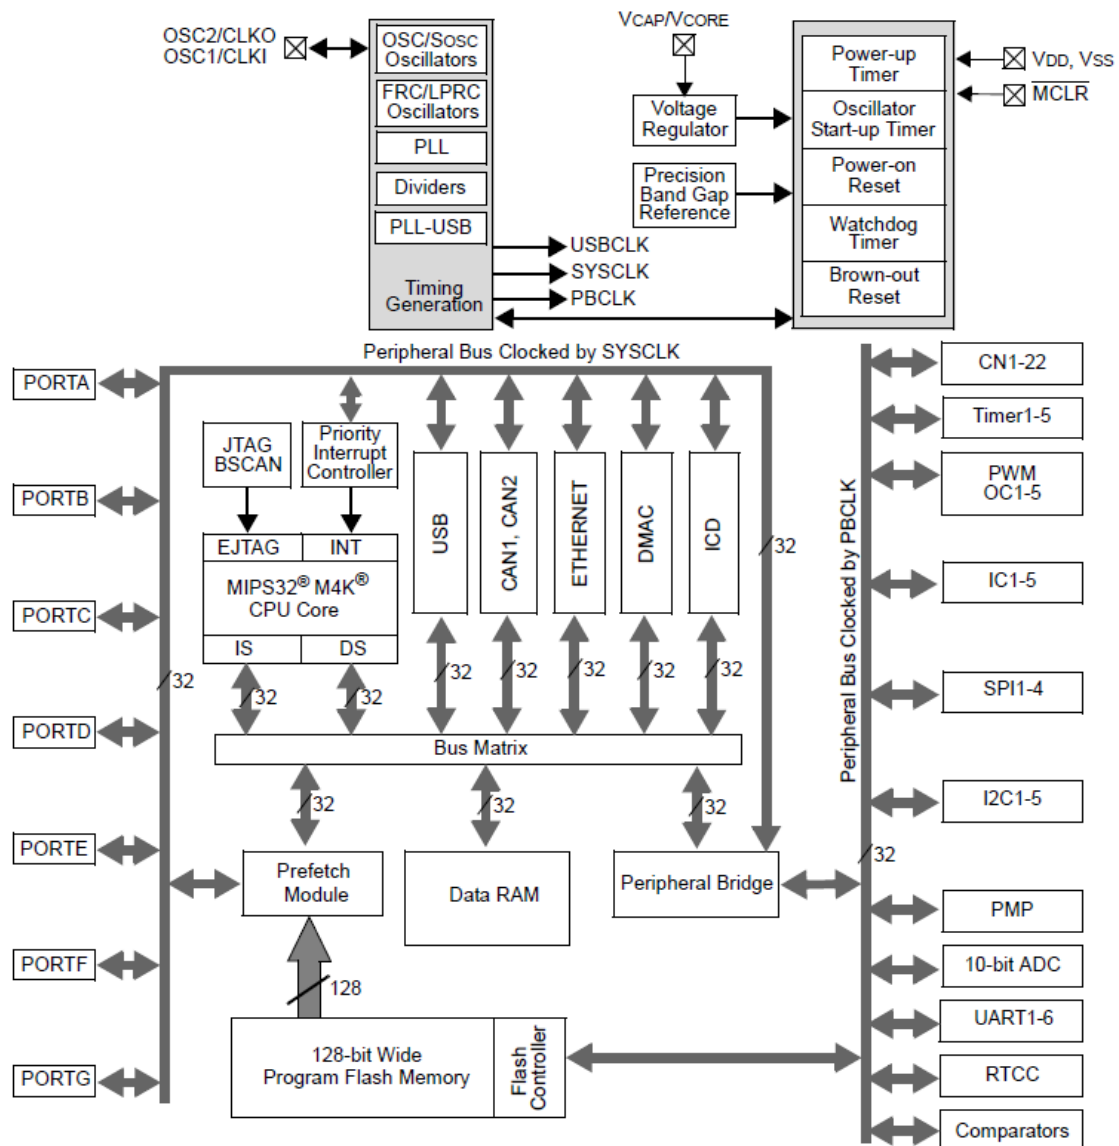 OSC2/CLKO
OSC1/CLKI
OSC/SOSC
Oscillators
FRC/LPRC
Oscillators
PLL
Dividers
PLL-USB
Timing
Generation
USBCLK
SYSCLK
PBCLK
VCAP/VCORE
Voltage
Regulator
Precision
Band Gap
Reference
Power-up
Timer
Oscillator
Start-up Timer
Power-on
Reset
Watchdog
Timer
Brown-out
Reset
VDD, VSS
MCLR
Peripheral Bus Clocked by SYSCLK
PORTA
PORTB
PORTC
PORTD
PORTE
PORTF
PORTG
32
JTAG
BSCAN
Priority
Interrupt
Controller
EJTAG
INT
MIPS32® M4K®
CPU Core
IS
DS
USB
CAN1, CAN2
ETHERNET
DMAC
ICD
32
32
32
32
32
32
32
32
Bus Matrix
32
32
32
Prefetch
Module
Data RAM
Peripheral Bridge
128
128-bit Wide
Program Flash Memory
Flash
Controller
Peripheral Bus Clocked by PBCLK
32
CN1-22
Timer1-5
PWM
OC1-5
IC1-5
SPI1-4
I2C1-5
PMP
10-bit ADC
UART1-6
RTCC
Comparators